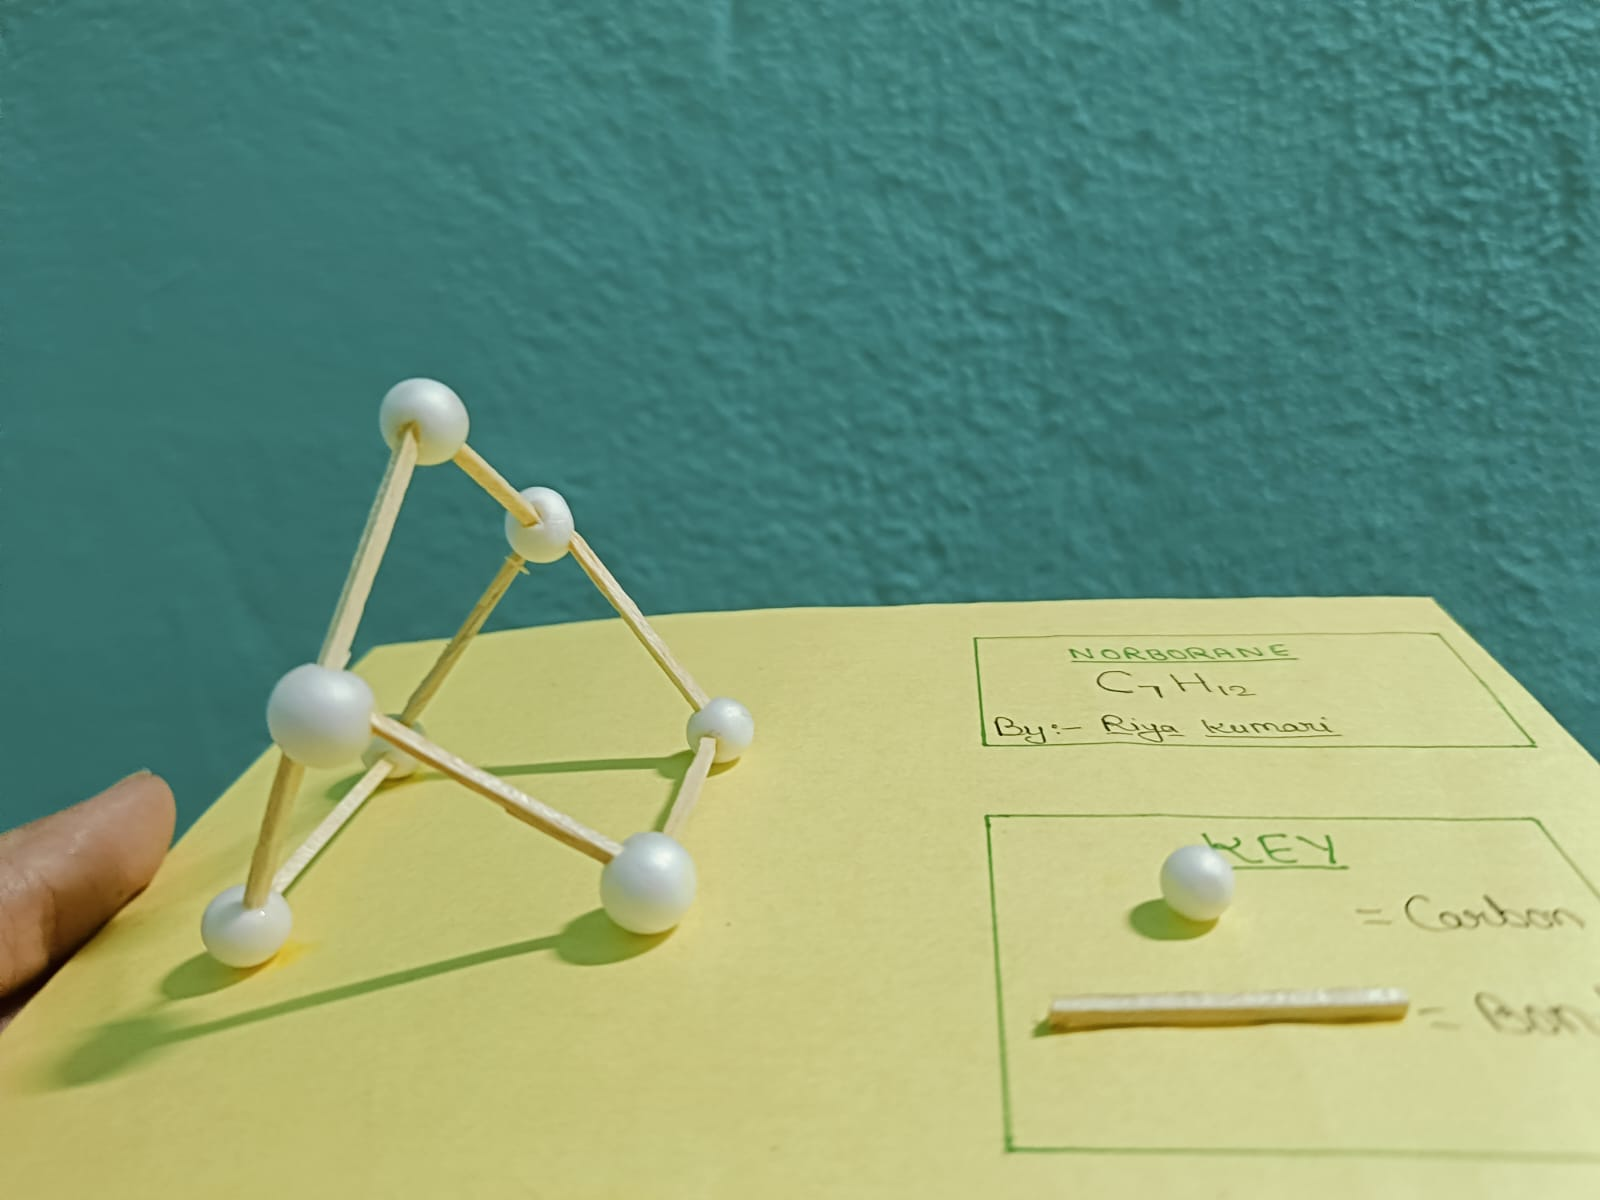 NORBORANE
C7H12
By:- Riya Kumari
KEY
= Carbon
=